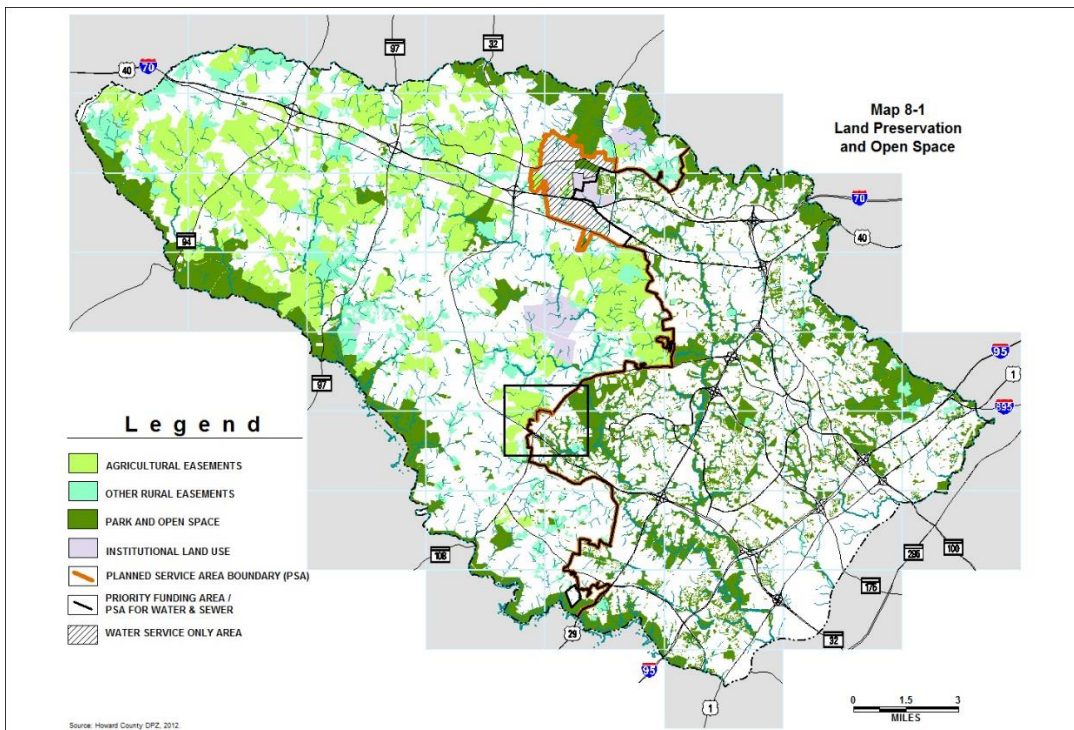 Map 8-1
Land Preservation
and Open Space
40
70
97
32
70
40
94
97
95
1
895
108
29
95
1
32
175
295
100
Legend
AGRICULTURAL EASEMENTS
OTHER RURAL EASEMENTS
PARK AND OPEN SPACE
INSTITUTIONAL LAND USE
PLANNED SERVICE AREA BOUNDARY (PSA)
PRIORITY FUNDING AREA /
PSA FOR WATER & SEWER
WATER SERVICE ONLY AREA
0 1.5 3
MILES
Source: Howard County DPZ, 2012.